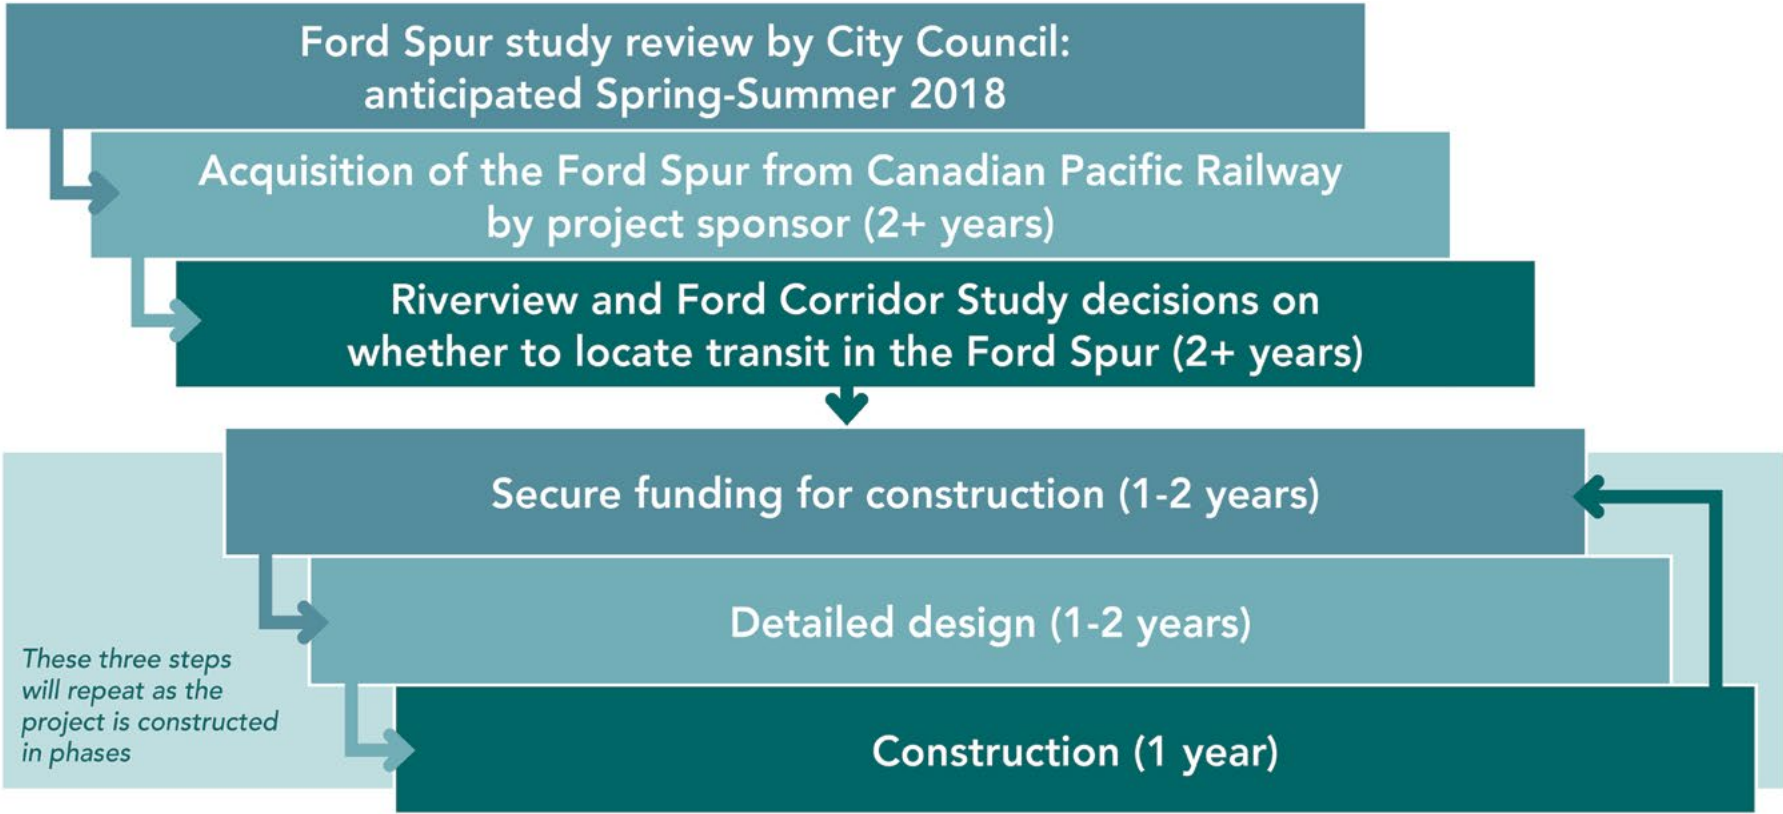 Ford Spur study review by City Council:
anticipated Spring-Summer 2018
Acquisition of the Ford Spur from Canadian Pacific Railway
by project sponsor (2+ years)
Riverview and Ford Corridor Study decisions on
whether to locate transit in the Ford Spur (2+ years)
Secure funding for construction (1-2 years)
Detailed design (1-2 years)
Construction (1 year)
These three steps
will repeat as the
project is constructed
in phases